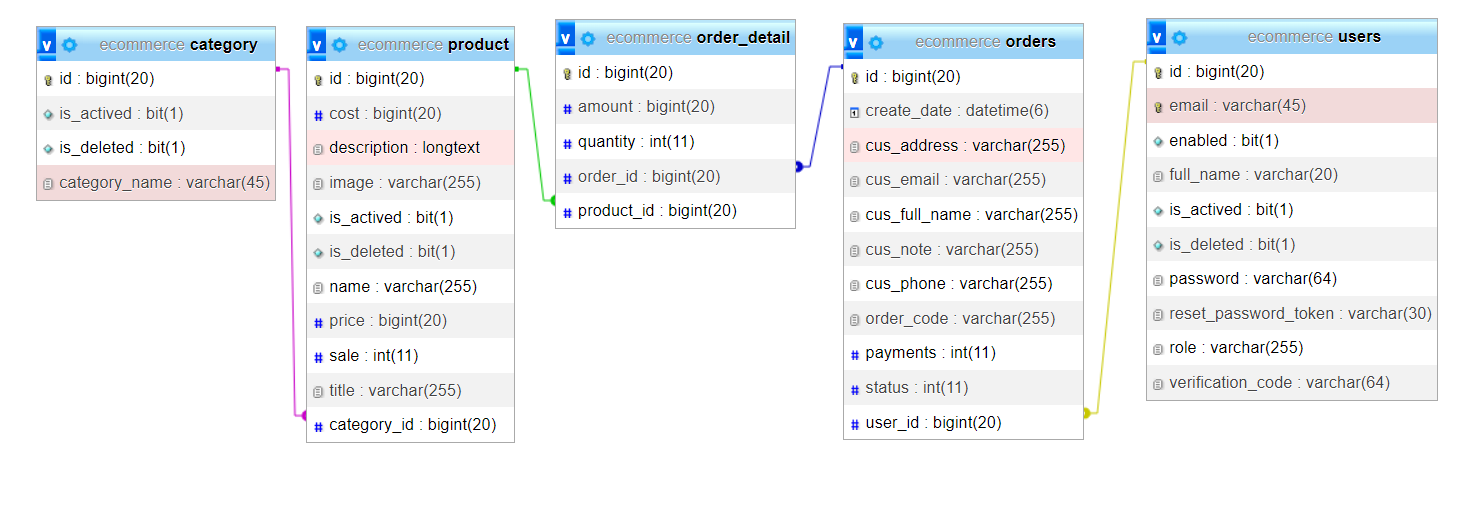 v ecommerce category
id : bigint(20)
is_actived : bit(1)
is_deleted : bit(1)
category_name : varchar(45)
v ecommerce product
id : bigint(20)
cost : bigint(20)
description : longtext
image : varchar(255)
is_actived : bit(1)
is_deleted : bit(1)
name : varchar(255)
price : bigint(20)
# sale : int(11)
title : varchar(255)
# category_id : bigint(20)
v ecommerce order_detail
id : bigint(20)
# amount : bigint(20)
# quantity : int(11)
# order_id : bigint(20)
# product_id : bigint(20)
v ecommerce orders
id : bigint(20)
create_date : datetime(6)
cus_address : varchar(255)
cus_email : varchar(255)
cus_full_name : varchar(255)
cus_note : varchar(255)
cus_phone : varchar(255)
order_code : varchar(255)
# payments : int(11)
# status : int(11)
# user_id : bigint(20)
v ecommerce users
id : bigint(20)
email : varchar(45)
enabled : bit(1)
full_name : varchar(20)
is_actived : bit(1)
is_deleted : bit(1)
password : varchar(64)
reset_password_token : varchar(30)
role : varchar(255)
verification_code : varchar(64)